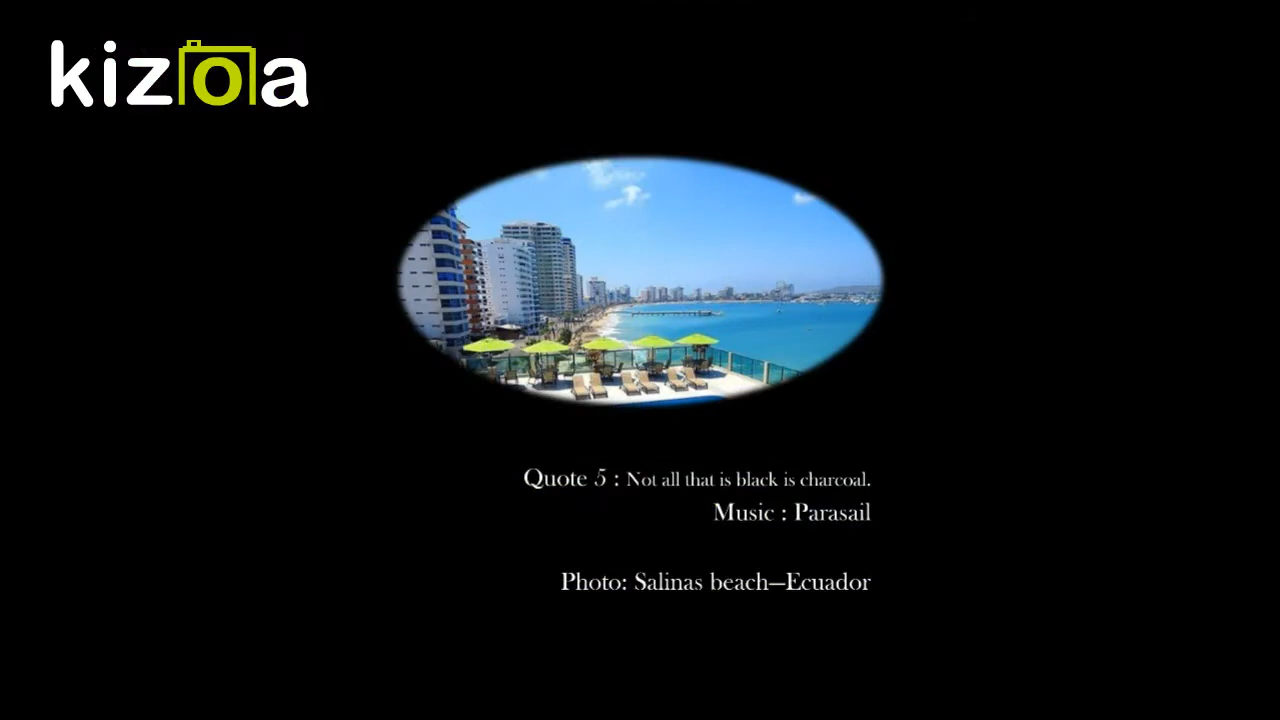 kizoa
Quote 5 : Not all that is black is charcoal.
Music : Parasail
Photo: Salinas beach—Ecuador